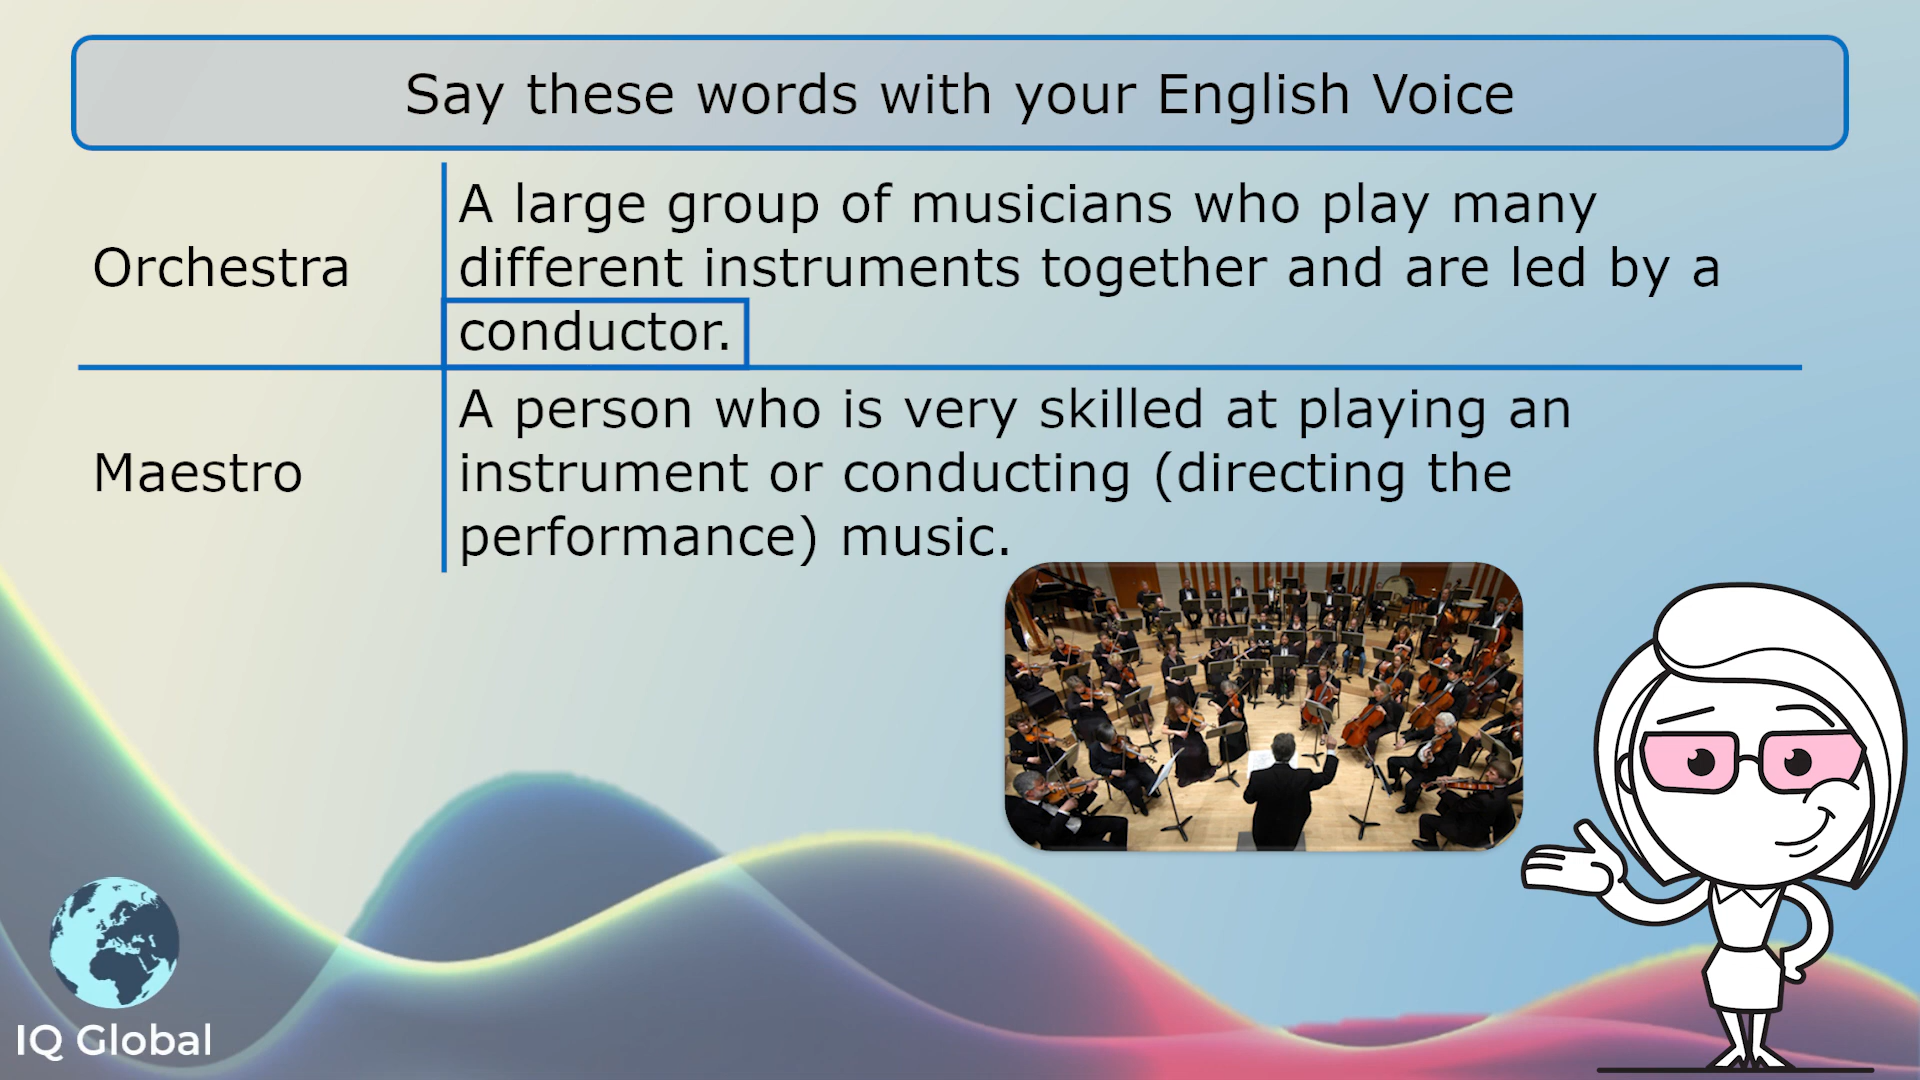 Say these words with your English Voice
Orchestra
A large group of musicians who play many
different instruments together and are led by a
conductor.
Maestro
A person who is very skilled at playing an
instrument or conducting (directing the
performance) music.
IQ Global